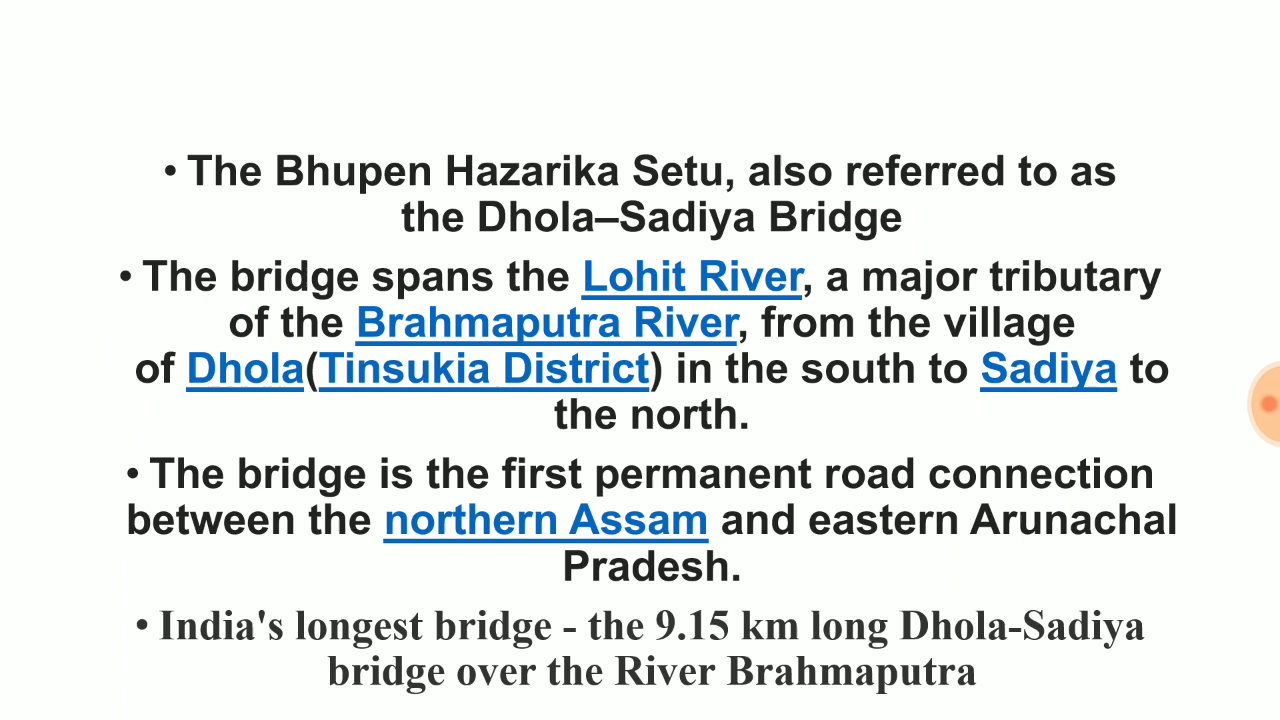 • The Bhupen Hazarika Setu, also referred to as
the Dhola–Sadiya Bridge
• The bridge spans the Lohit River, a major tributary
of the Brahmaputra River, from the village
of Dhola(Tinsukia District) in the south to Sadiya to
the north.
• The bridge is the first permanent road connection
between the northern Assam and eastern Arunachal
Pradesh.
• India's longest bridge - the 9.15 km long Dhola-Sadiya
bridge over the River Brahmaputra